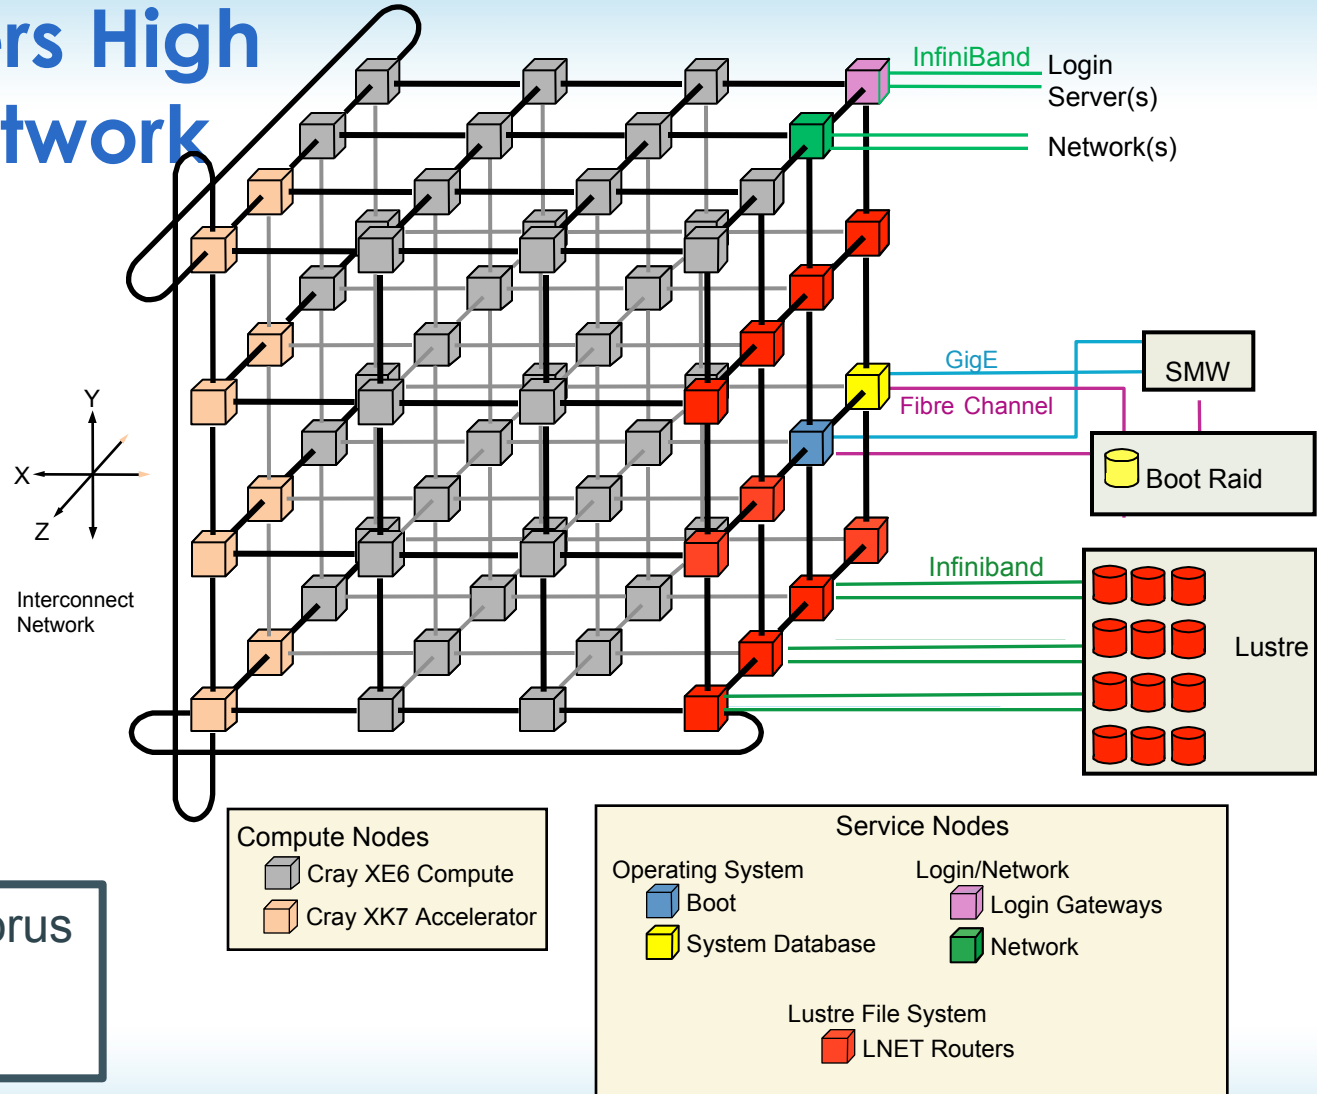 ers High
twork
InfiniBand
Login
Server(s)
Network(s)
GigE
SMW
Fibre Channel
Boot Raid
Y
X
Z
Interconnect
Network
Infiniband
Lustre
Compute Nodes
Cray XE6 Compute
Cray XK7 Accelerator
Service Nodes
Operating System
Boot
System Database
Login/Network
Login Gateways
Network
Lustre File System
LNET Routers
orus